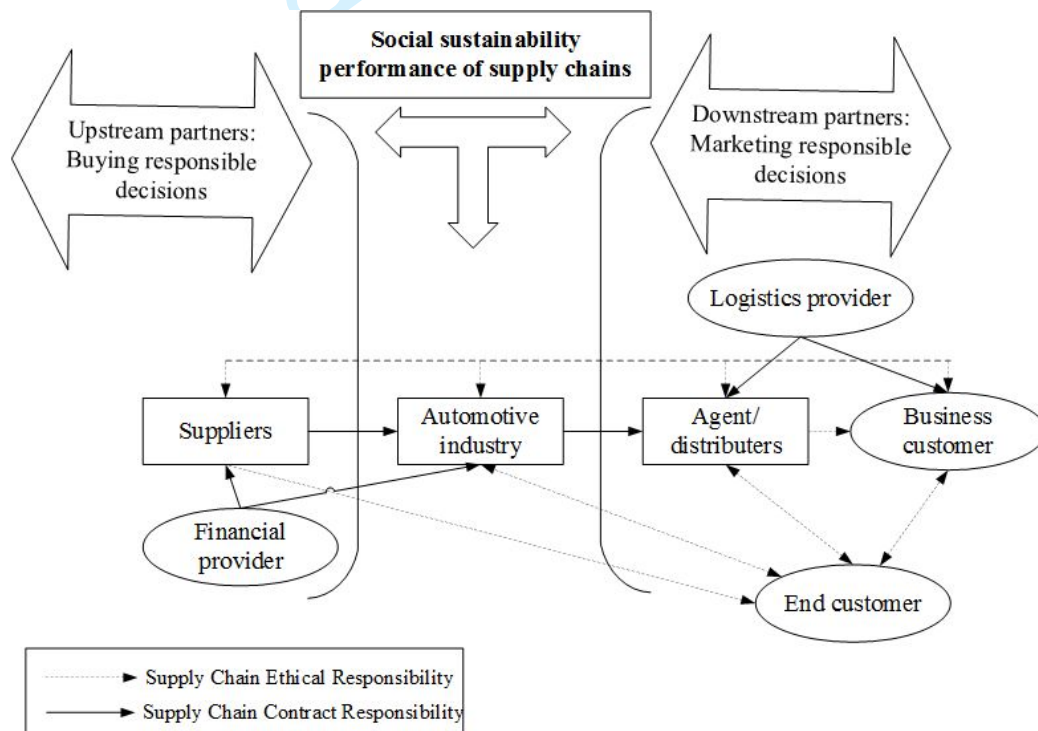 Social sustainability
performance of supply chains
Upstream partners:
Buying responsible
decisions
Downstream partners:
Marketing responsible
decisions
Logistics provider
Suppliers
Automotive
industry
Agent/
distributers
Business
customer
Financial
provider
End customer
Supply Chain Ethical Responsibility
Supply Chain Contract Responsibility